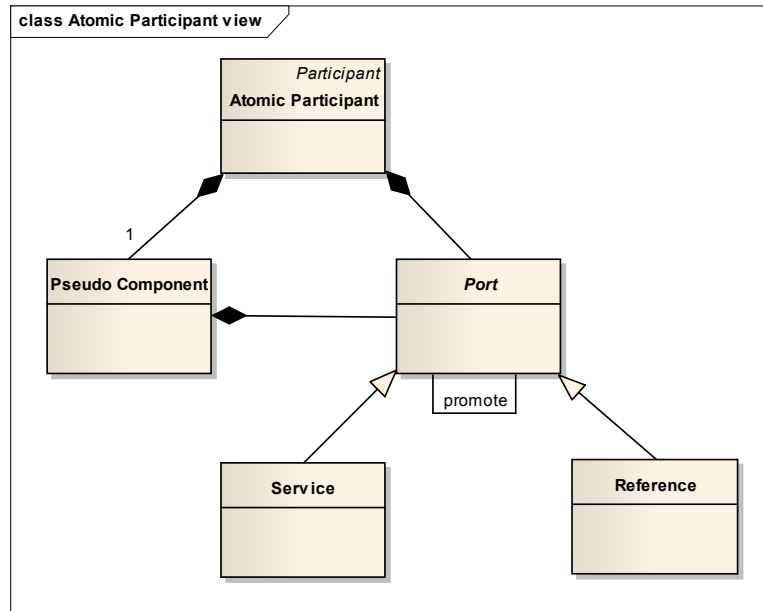 class Atomic Participant view
Participant
Atomic Participant
1
Pseudo Component
Port
promote
Service
Reference